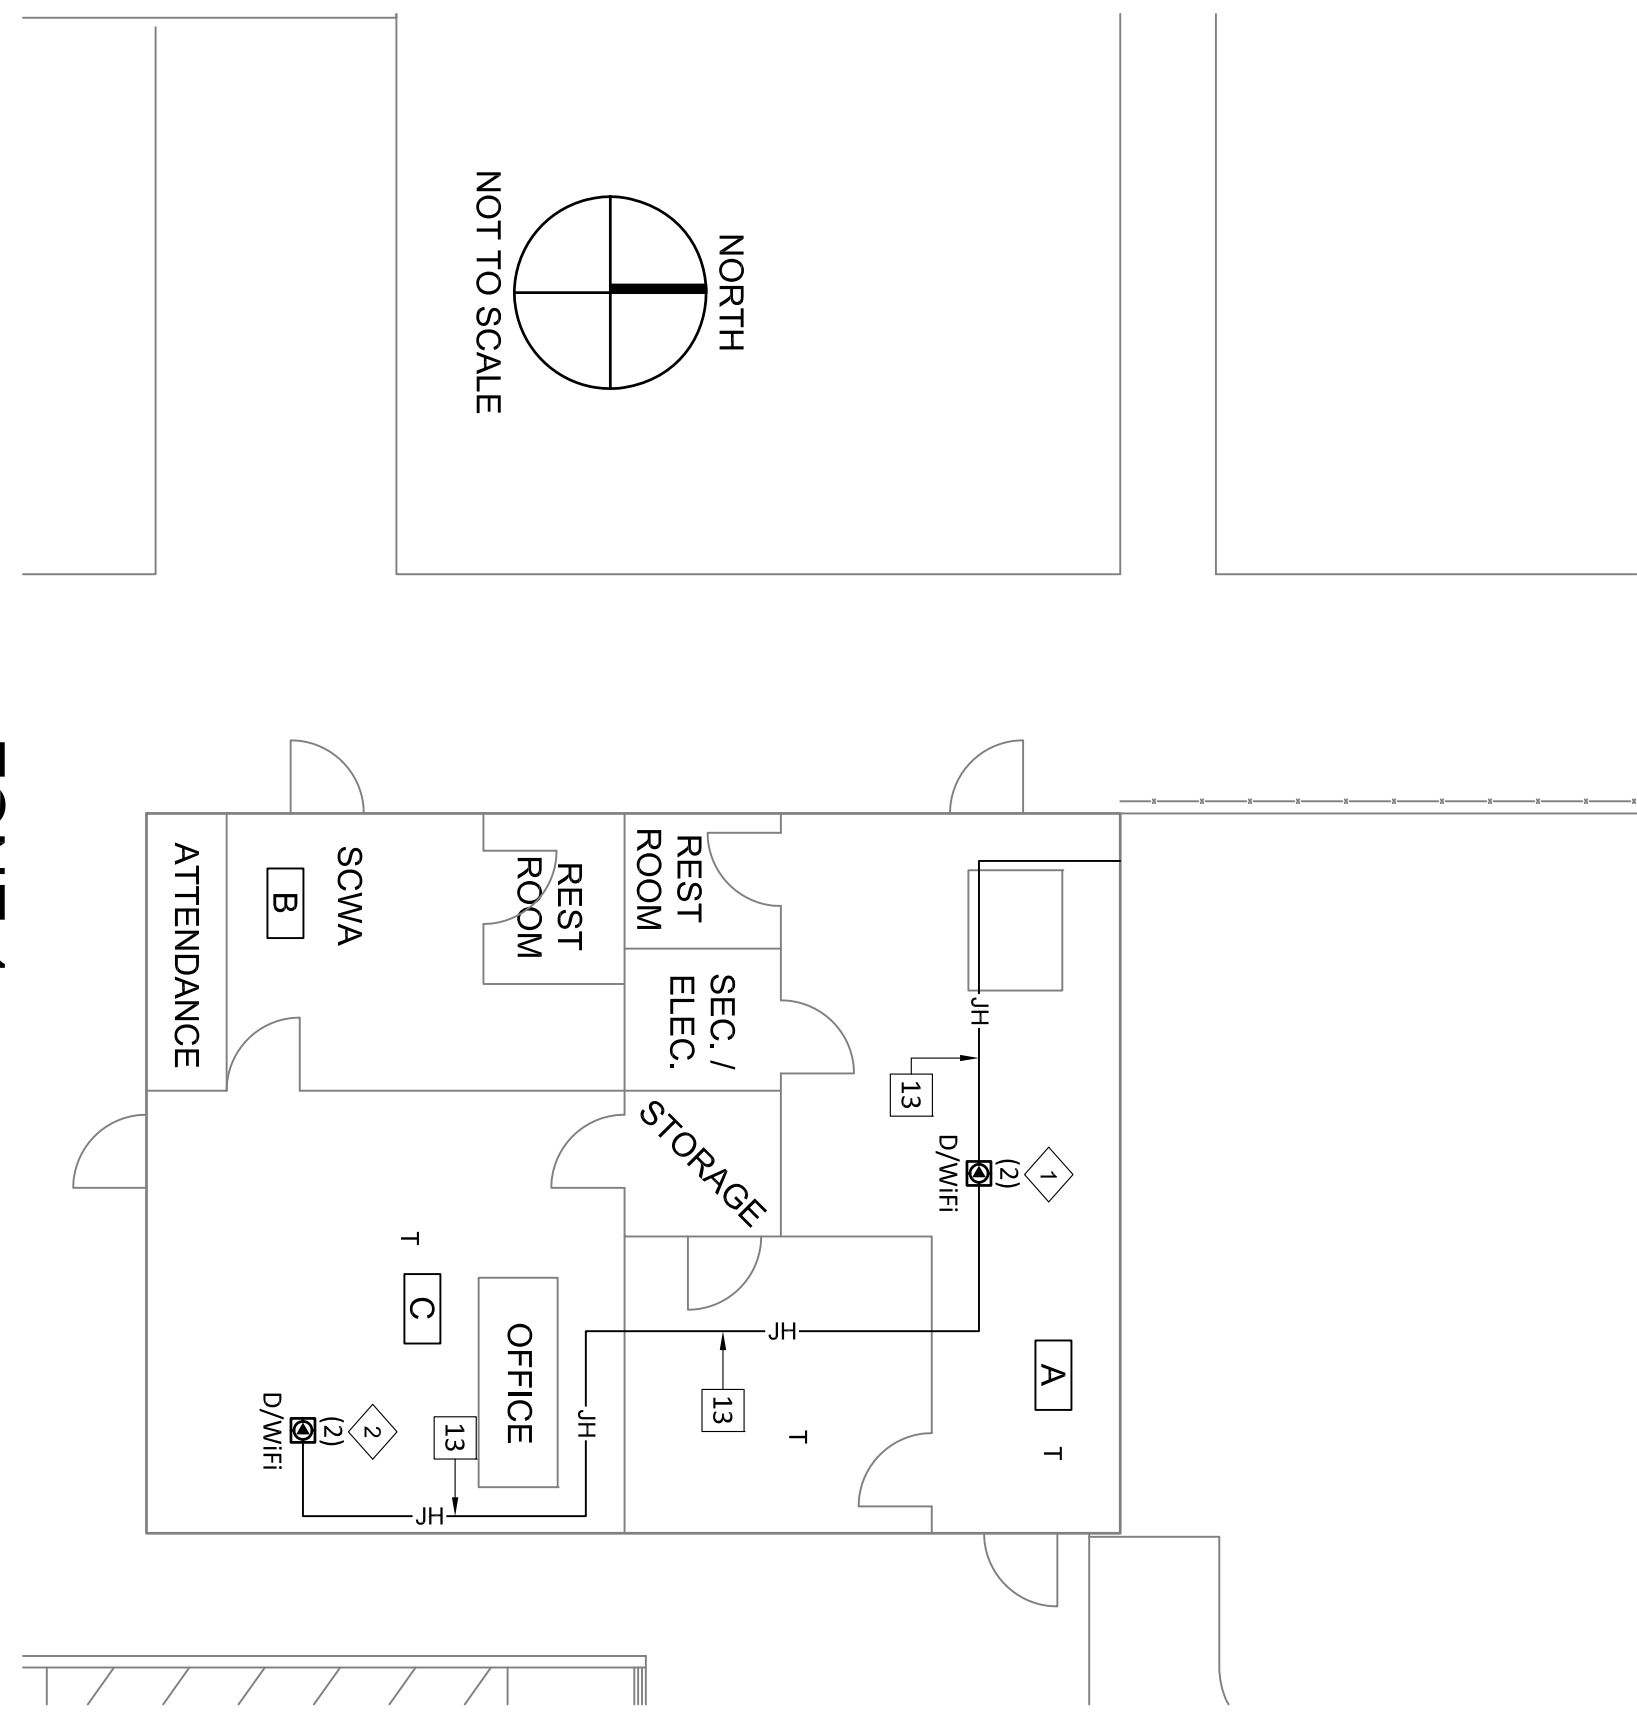 NORTH
NOT TO SCALE
ATTENDANCE
B
SCWA
REST
ROOM
REST
ROOM
SEC. /
ELEC.
STORAGE
JH
13
1
(2)
D/WiFi
A
T
JH
13
T
T
C
OFFICE
JH
13
JH
2
(2)
D/WiFi